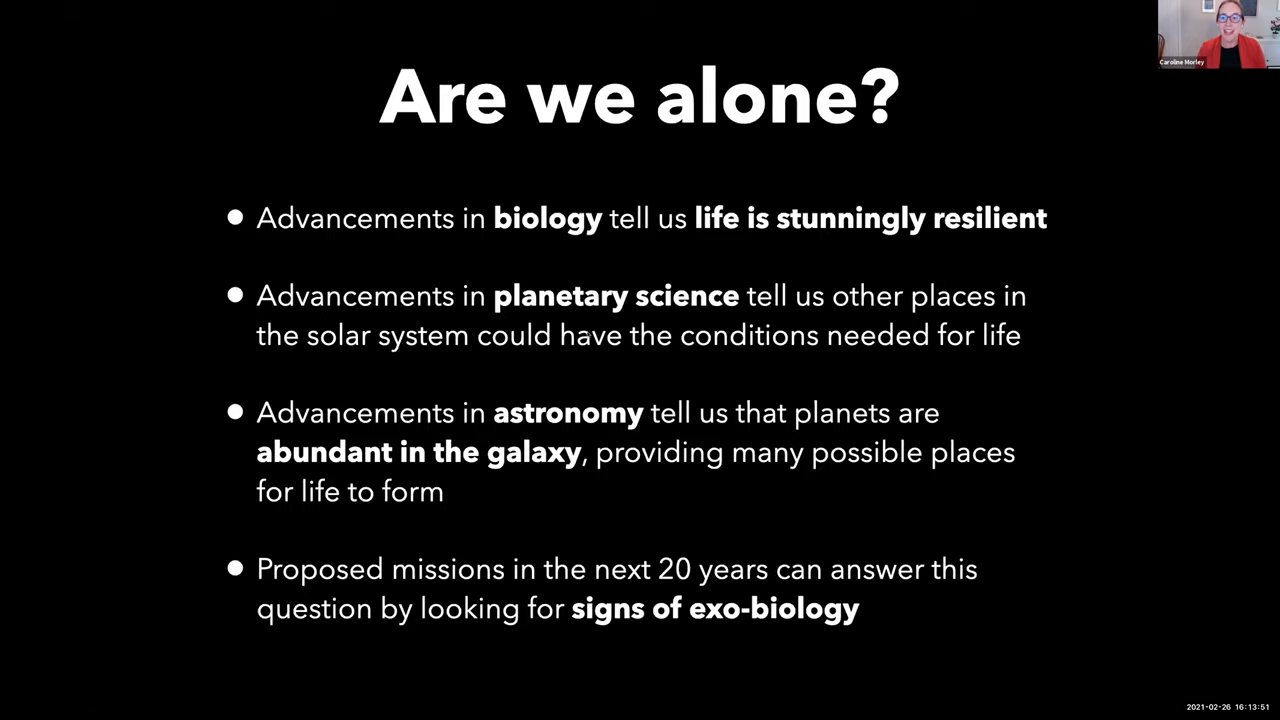 Caroline Morley
Are we alone?
• Advancements in biology tell us life is stunningly resilient
• Advancements in planetary science tell us other places in
the solar system could have the conditions needed for life
• Advancements in astronomy tell us that planets are
abundant in the galaxy, providing many possible places
for life to form
• Proposed missions in the next 20 years can answer this
question by looking for signs of exo-biology
2021-02-26 16:13:51